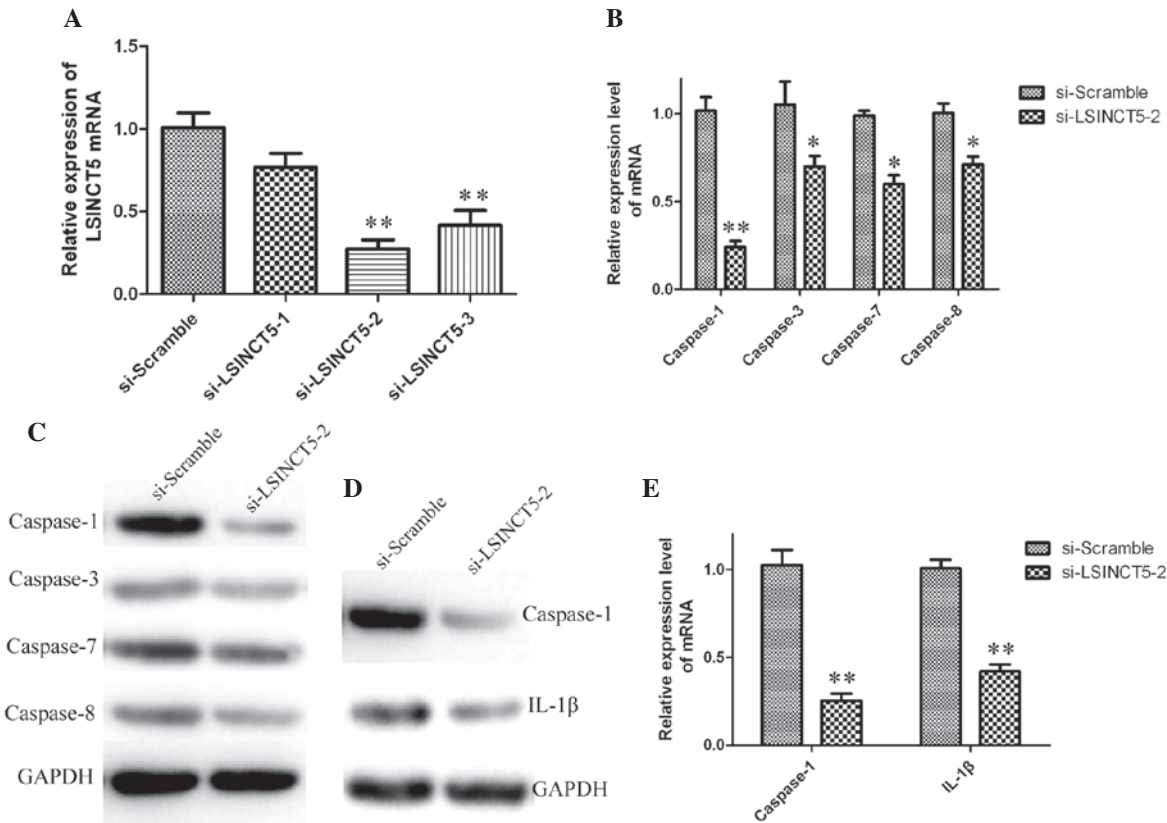 A
Relative expression of
LSINCT5 mRNA
1.5
1.0
0.5
0.0
**
**
si-Scramble
si-LSINCT5-1
si-LSINCT5-2
si-LSINCT5-3
B
Relative expression level
of mRNA
1.0
0.5
0.0
**
*
*
*
Caspase-1
Caspase-3
Caspase-7
Caspase-8
si-Scramble
si-LSINCT5-2
C
si-Scramble
si-LSINCT5-2
Caspase-1
Caspase-3
Caspase-7
Caspase-8
GAPDH
D
si-Scramble
si-LSINCT5-2
Caspase-1
IL-1β
GAPDH
E
Relative expression level
of mRNA
1.0
0.5
0.0
**
**
Caspase-1
IL-1β
si-Scramble
si-LSINCT5-2